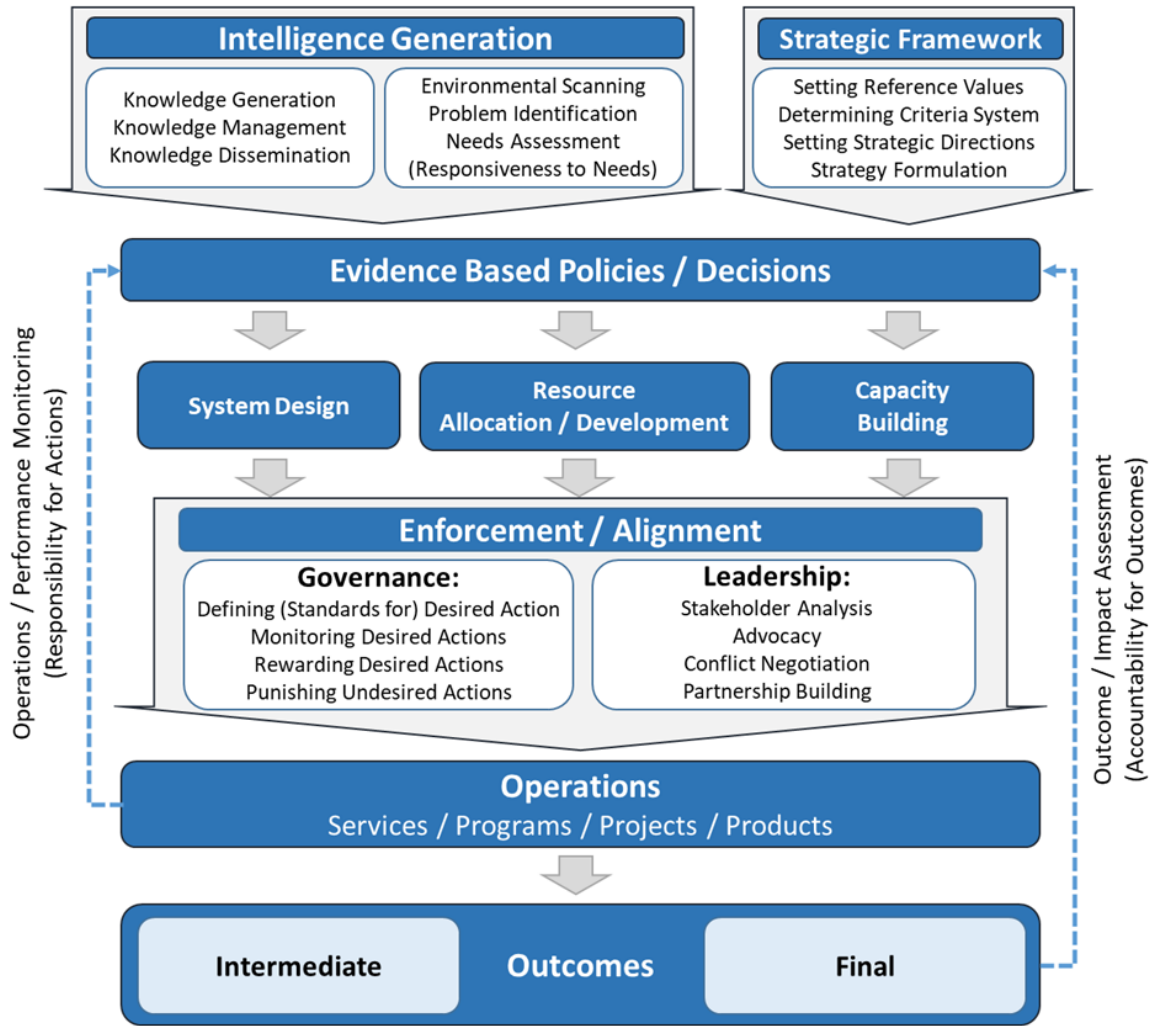 Intelligence Generation
Knowledge Generation
Knowledge Management
Knowledge Dissemination
Environmental Scanning
Problem Identification
Needs Assessment
(Responsiveness to Needs)
Strategic Framework
Setting Reference Values
Determining Criteria System
Setting Strategic Directions
Strategy Formulation
Evidence Based Policies / Decisions
System Design
Resource
Allocation / Development
Capacity
Building
Enforcement / Alignment
Governance:
Defining (Standards for) Desired Action
Monitoring Desired Actions
Rewarding Desired Actions
Punishing Undesired Actions
Leadership:
Stakeholder Analysis
Advocacy
Conflict Negotiation
Partnership Building
Operations / Performance Monitoring
(Responsibility for Actions)
Outcome / Impact Assessment
(Accountability for Outcomes)
Operations
Services / Programs / Projects / Products
Intermediate
Outcomes
Final